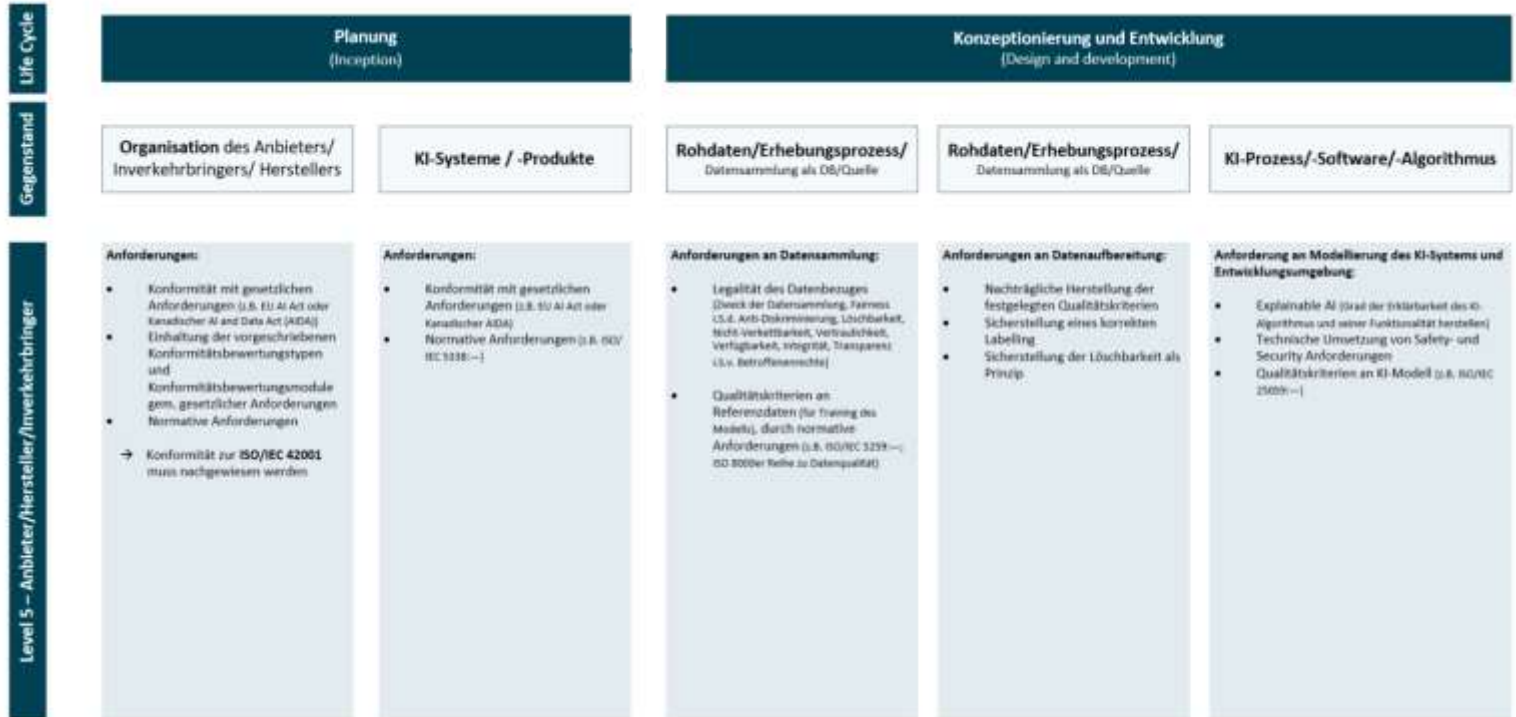 Life Cycle
Planung
(Inception)
Konzeptionierung und Entwicklung
(Design and development)
Gegenstand
Organisation des Anbieters/
Inverkehrbringers/ Herstellers
KI-Systeme / -Produkte
Rohdaten/Erhebungsprozess/
Datensammlung als DB/Quelle
Rohdaten/Erhebungsprozess/
Datensammlung als DB/Quelle
KI-Prozess/-Software/-Algorithmus
Level 5 – Anbieter/Hersteller/Inverkehrbringer
Anforderungen:
• Konformität mit gesetzlichen
Anforderungen (z.B. EU AI Act oder
Kanadischer AI and Data Act (AIDA))
• Einhaltung der vorgeschriebenen
Konformitätsbewertungstypen
und
Konformitätsbewertungsmodule
gem. gesetzlicher Anforderungen
• Normative Anforderungen
→ Konformität zur ISO/IEC 42001
muss nachgewiesen werden
Anforderungen:
• Konformität mit gesetzlichen
Anforderungen (z.B. EU AI Act oder
Kanadischer AIDA)
• Normative Anforderungen (z.B. ISO/
IEC 5338:—)
Anforderungen an Datensammlung:
• Legalität des Datenbezuges
(Zweck der Datensammlung, Fairness
i.S.d. Anti-Diskriminierung, Löschbarkeit,
Nicht-Verkettbarkeit, Vertraulichkeit,
Verfügbarkeit, Integrität, Transparenz
i.S.v. Betroffenenrechte)
• Qualitätskriterien an
Referenzdaten (für Training des
Modells), durch normative
Anforderungen (z.B. ISO/IEC 5259:—;
ISO 8000er Reihe zu Datenqualität)
Anforderungen an Datenaufbereitung:
• Nachträgliche Herstellung der
festgelegten Qualitätskriterien
• Sicherstellung eines korrekten
Labelling
• Sicherstellung der Löschbarkeit als
Prinzip
Anforderung an Modellierung des KI-Systems und
Entwicklungsumgebung:
• Explainable AI (Grad der Erklärbarkeit des KI-
Algorithmus und seiner Funktionalität herstellen)
• Technische Umsetzung von Safety- und
Security Anforderungen
• Qualitätskriterien an KI-Modell (z.B. ISO/IEC
25059:—)